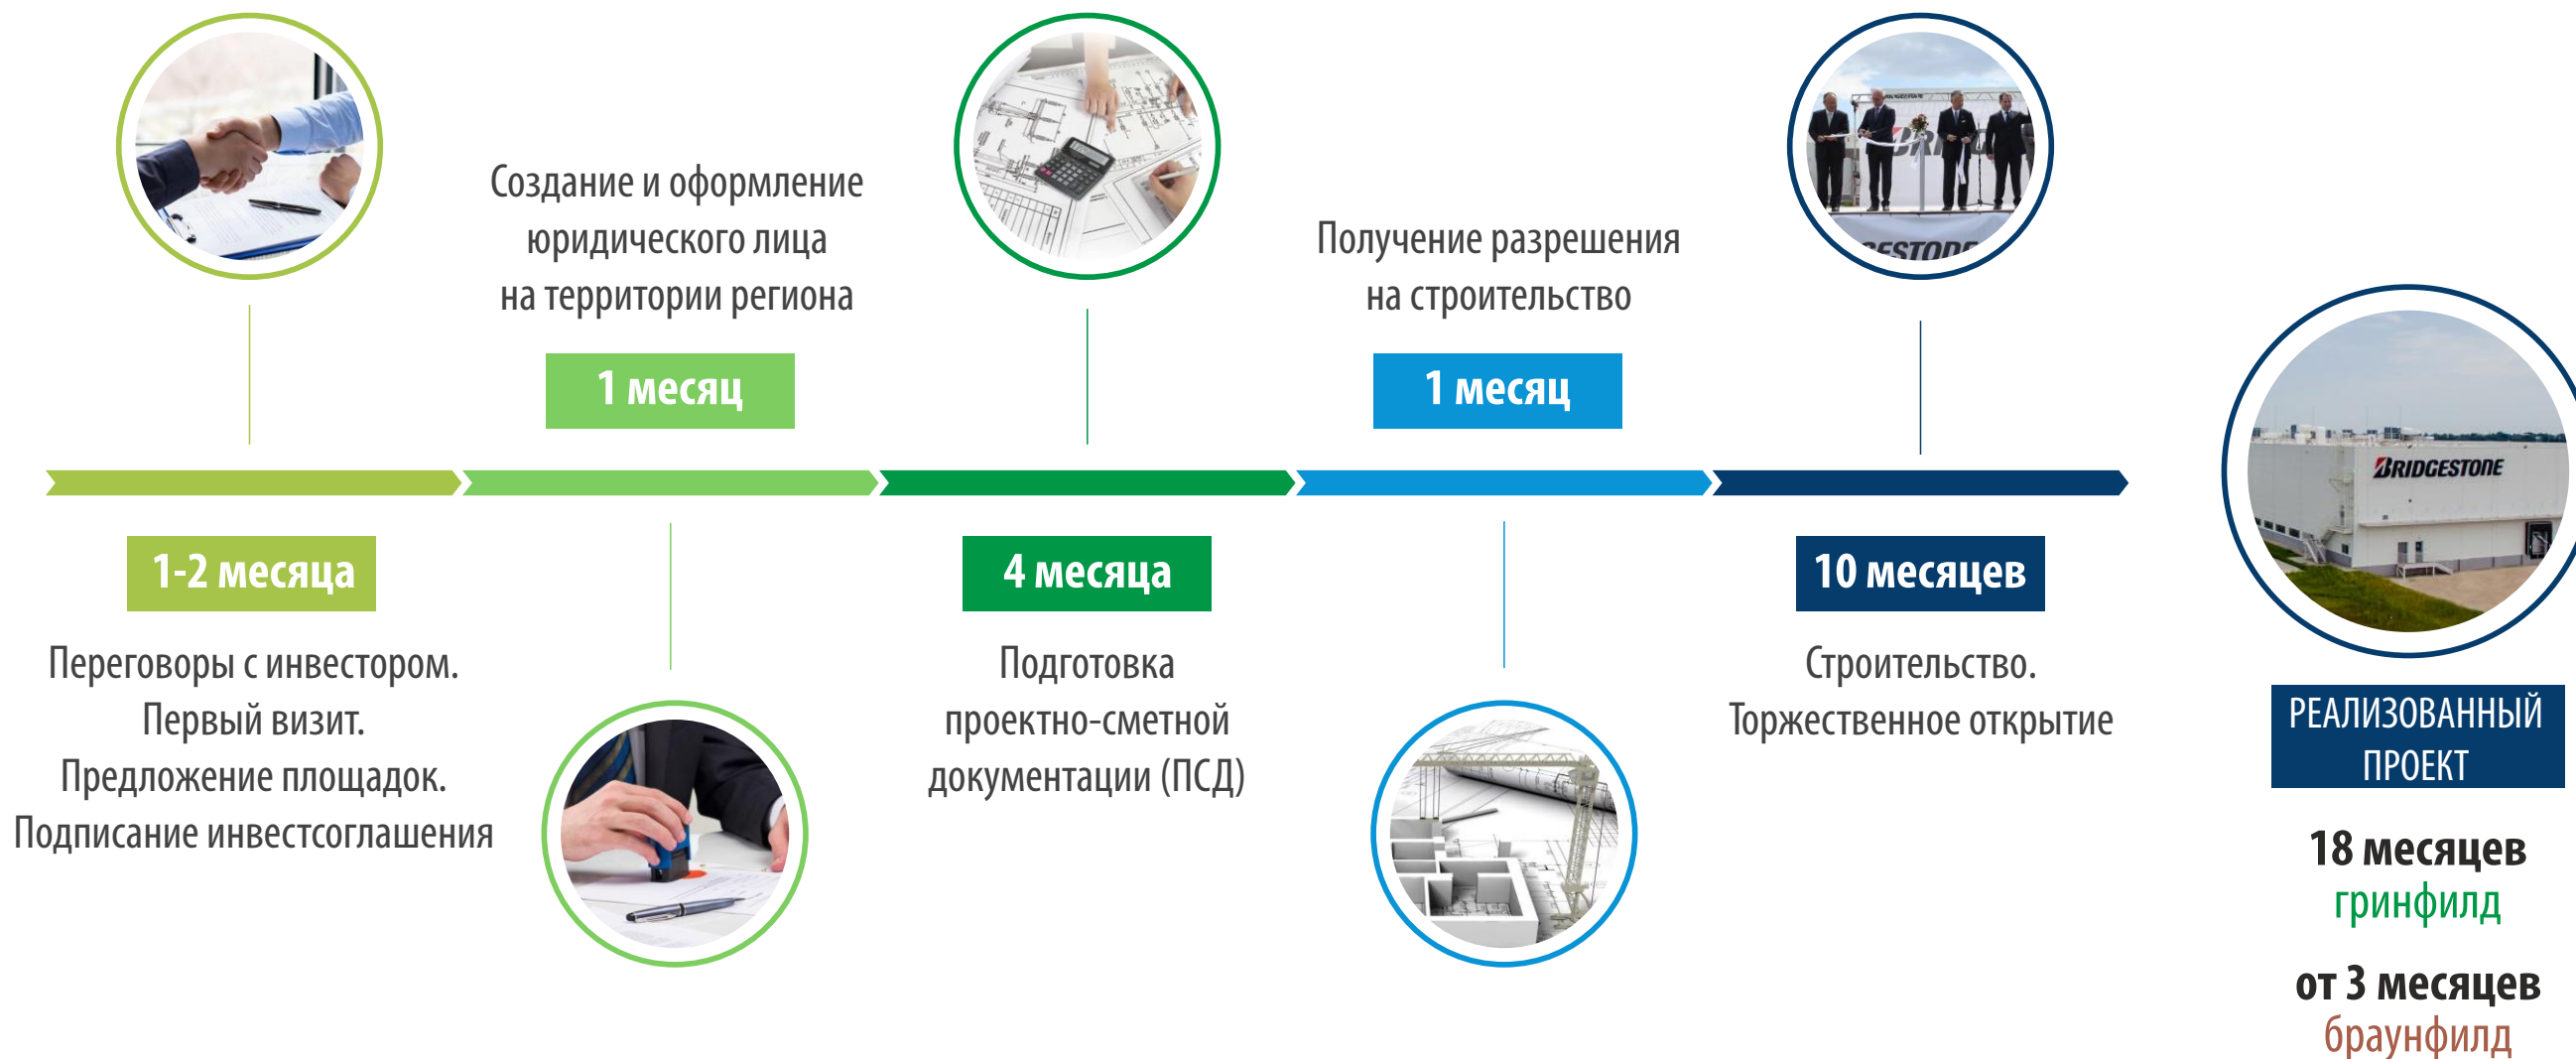 Создание и оформление
юридического лица
на территории региона
1 месяц
Получение разрешения
на строительство
1 месяц
BRIDGESTONE
1-2 месяца
Переговоры с инвестором.
Первый визит.
Предложение площадок.
Подписание инвестсоглашения
4 месяца
Подготовка
проектно-сметной
документации (ПСД)
10 месяцев
Строительство.
Торжественное открытие
РЕАЛИЗОВАННЫЙ
ПРОЕКТ
18 месяцев
гринфилд
от 3 месяцев
браунфилд